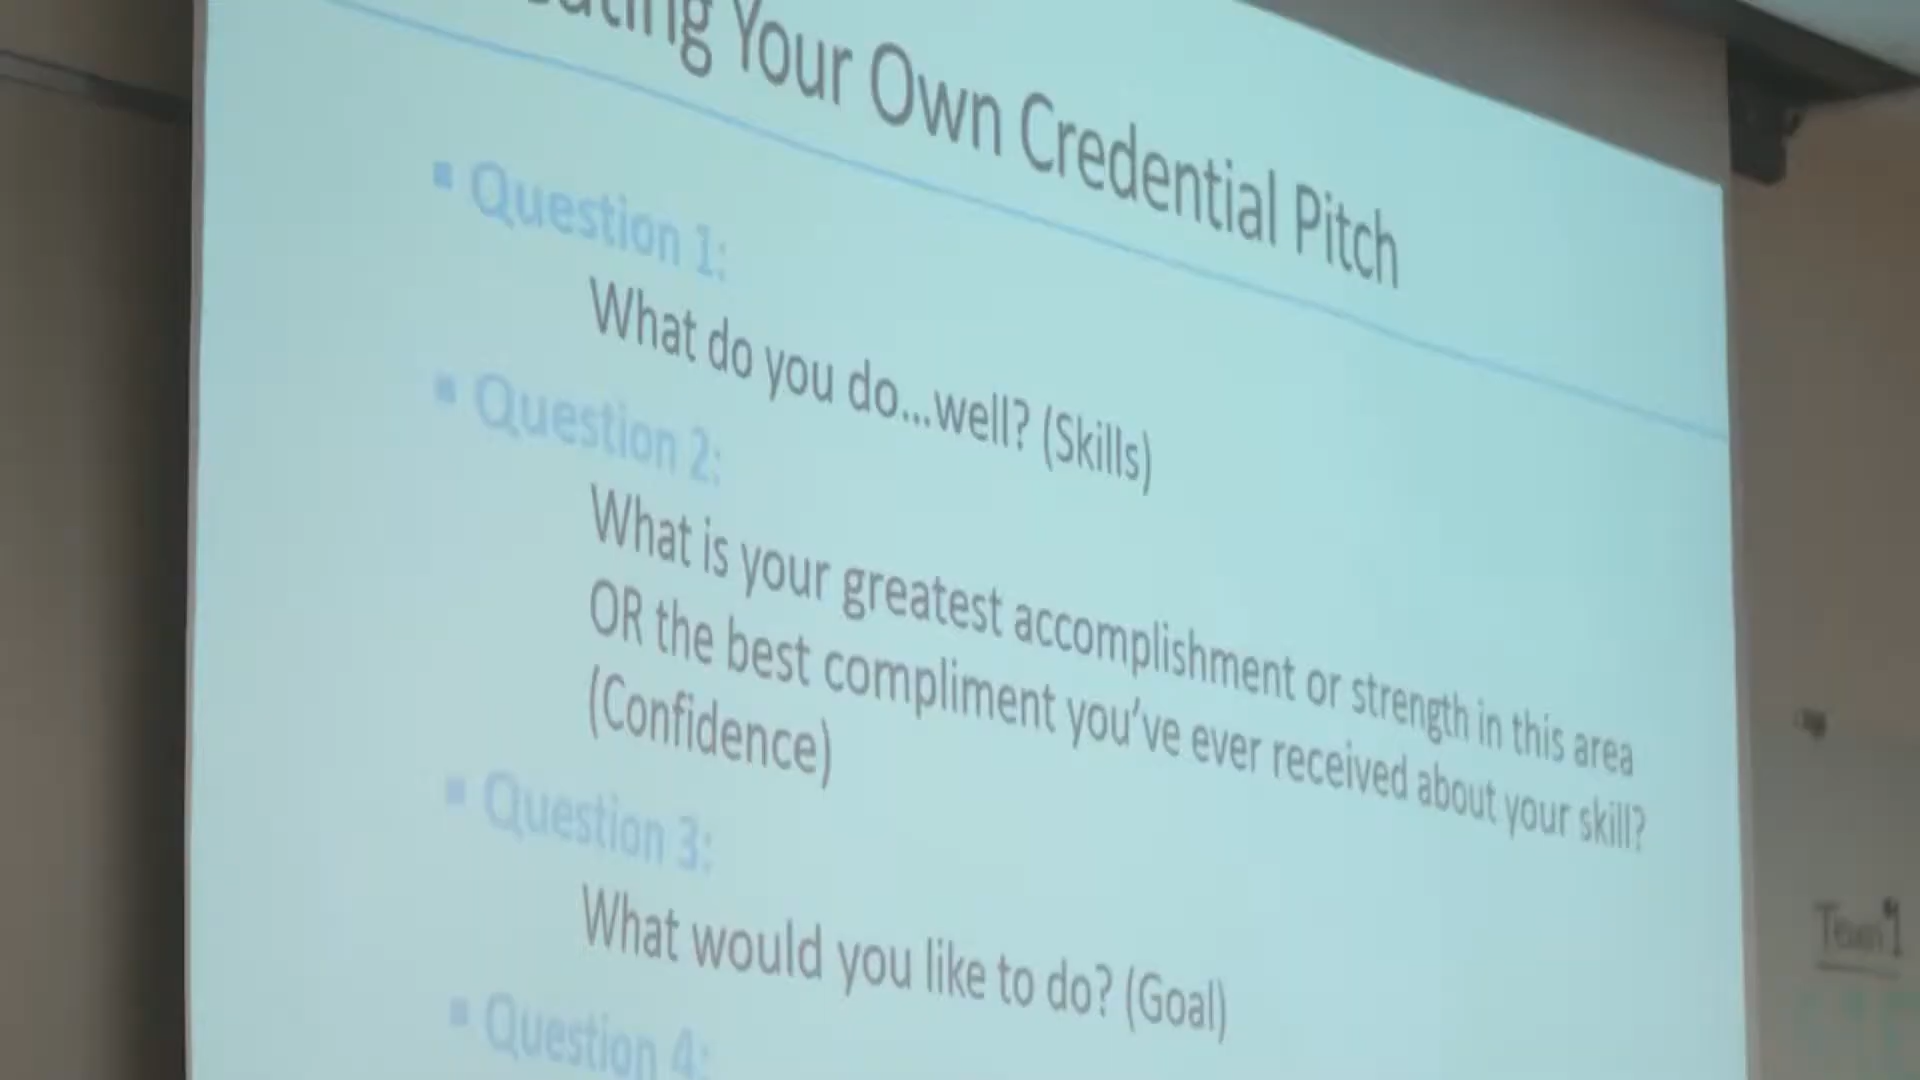 Your Own Credential Pitch
Question 1:
What do you do...well? (Skills)
Question 2:
What is your greatest accomplishment or strength in this area
OR the best compliment you've ever received about your skill?
(Confidence)
Question 3:
What would you like to do? (Goal)
Question 4:
Team 1